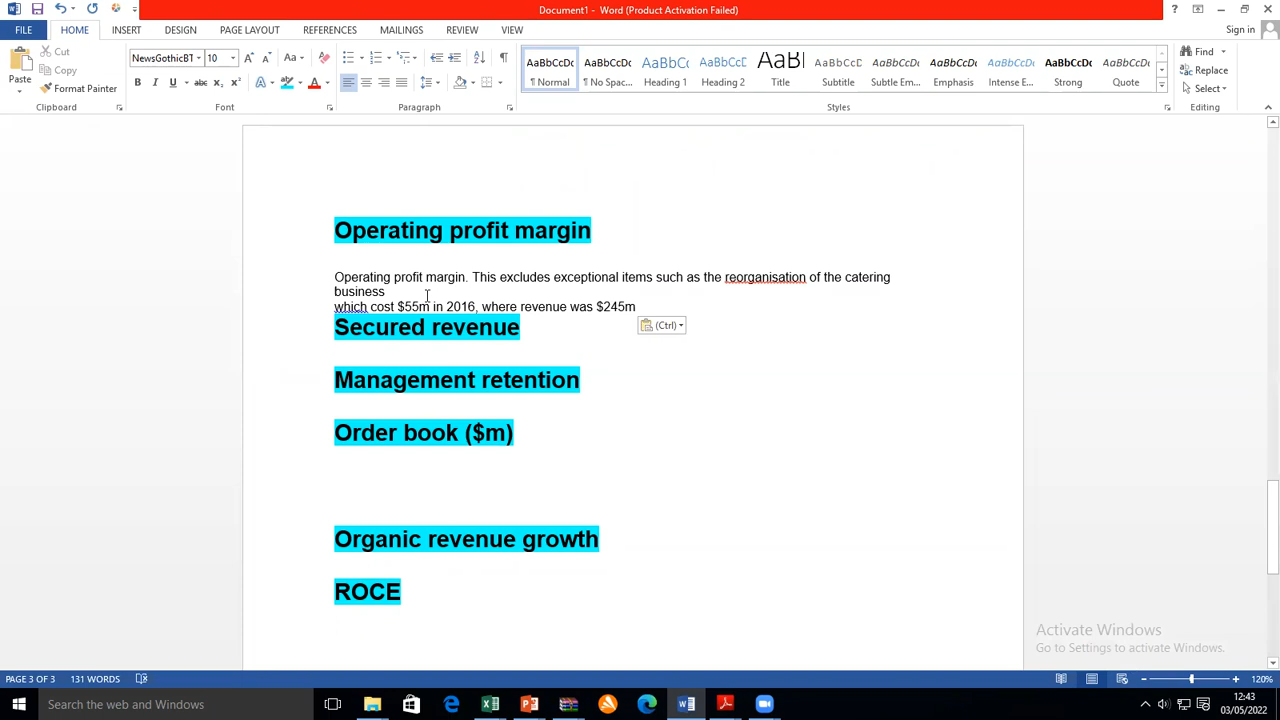 Document1 - Word (Product Activation Failed)
FILE HOME INSERT DESIGN PAGE LAYOUT REFERENCES MAILINGS REVIEW VIEW Sign in
Paste
Cut
Copy
Format Painter
Clipboard
NewsGothicBT 10
Font
Paragraph
AaBbCcDc AaBbCcDc AaBbCc AaBbCcD AaBl AaBbCcD AaBbCcDc AaBbCcDc AaBbCcDc AaBbCcDc AaBbCcDc
¶ Normal ¶ No Spac... Heading 1 Heading 2 Title Subtitle Subtle Em... Emphasis Intense E... Strong Quote
Styles
Find
Replace
Select
Editing
Operating profit margin
Operating profit margin. This excludes exceptional items such as the reorganisation of the catering
business
which cost $55m in 2016, where revenue was $245m
Secured revenue
(Ctrl)
Management retention
Order book ($m)
Organic revenue growth
ROCE
Activate Windows
Go to Settings to activate Windows.
PAGE 3 OF 3 131 WORDS 120%
Search the web and Windows
12:43
03/05/2022